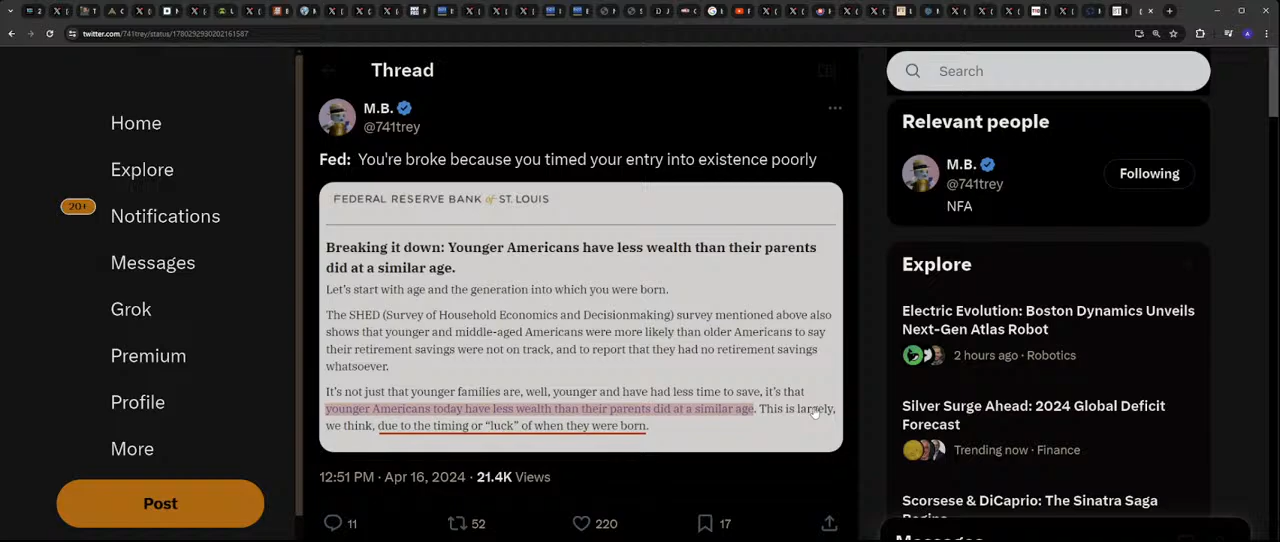 twitter.com/741trey/status/1780292930202161587
Home
Explore
20+
Notifications
Messages
Grok
Premium
Profile
More
Post
Thread
M.B.
@741trey
Fed: You're broke because you timed your entry into existence poorly
FEDERAL RESERVE BANK of ST. LOUIS
Breaking it down: Younger Americans have less wealth than their parents
did at a similar age.
Let's start with age and the generation into which you were born.
The SHED (Survey of Household Economics and Decisionmaking) survey mentioned above also
shows that younger and middle-aged Americans were more likely than older Americans to say
their retirement savings were not on track, and to report that they had no retirement savings
whatsoever.
It's not just that younger families are, well, younger and have had less time to save, it's that
younger Americans today have less wealth than their parents did at a similar age. This is largely,
we think, due to the timing or “luck” of when they were born.
12:51 PM · Apr 16, 2024 · 21.4K Views
11
52
220
17
Search
Relevant people
M.B.
@741trey
Following
NFA
Explore
Electric Evolution: Boston Dynamics Unveils
Next-Gen Atlas Robot
2 hours ago · Robotics
Silver Surge Ahead: 2024 Global Deficit
Forecast
Trending now · Finance
Scorsese & DiCaprio: The Sinatra Saga
Begins
Messages